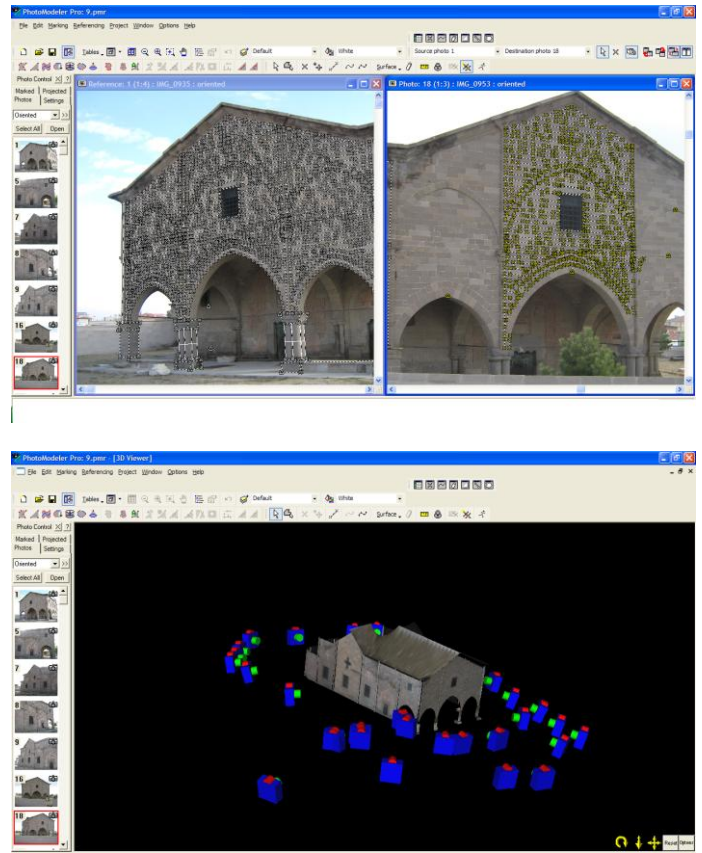 PhotoModeler Pro: 9.pmr
File Edit Marking Referencing Project Window Options Help
Tables Default White Source photo 1 Destination photo 18
Surface
Photo Control
Marked Projected
Photos Settings
Oriented >>
Select All Open
1
5
7
8
9
16
18
Reference: 1 (1:4) : IMG_0935 : oriented
Photo: 18 (1:3) : IMG_0953 : oriented
PhotoModeler Pro: 9.pmr - [3D Viewer]
File Edit Marking Referencing Project Window Options Help
Tables Default White
Surface
Photo Control
Marked Projected
Photos Settings
Oriented >>
Select All Open
1
5
7
8
9
16
18
Options